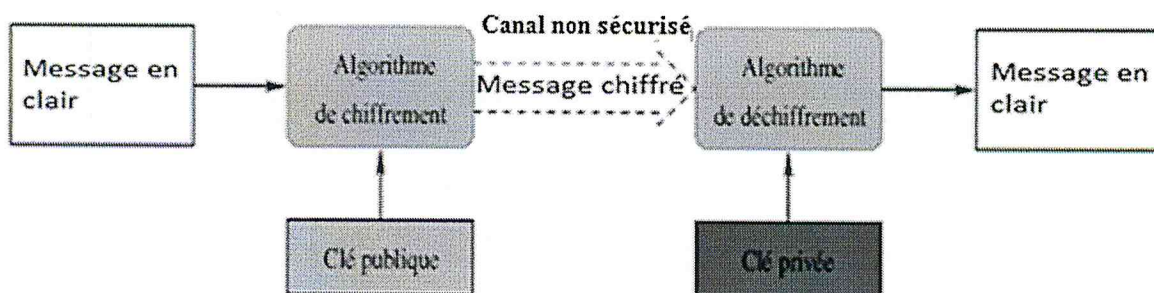 Canal non sécurisé
Message en
clair
Algorithme
de chiffrement
Message chiffré
Algorithme
de déchiffrement
Message en
clair
Clé publique
Clé privée